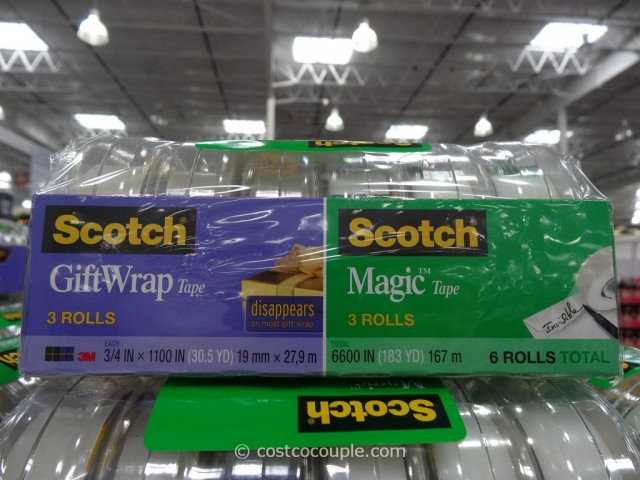 Scotch®
GiftWrap Tape
3 ROLLS
disappears
on most gift wrap
3M
EACH
3/4 IN × 1100 IN (30.5 YD) 19 mm × 27,9 m
Scotch®
Magic™ Tape
3 ROLLS
Invisible
TOTAL
6600 IN (183 YD) 167 m
6 ROLLS TOTAL
Scotch
© costcocouple.com